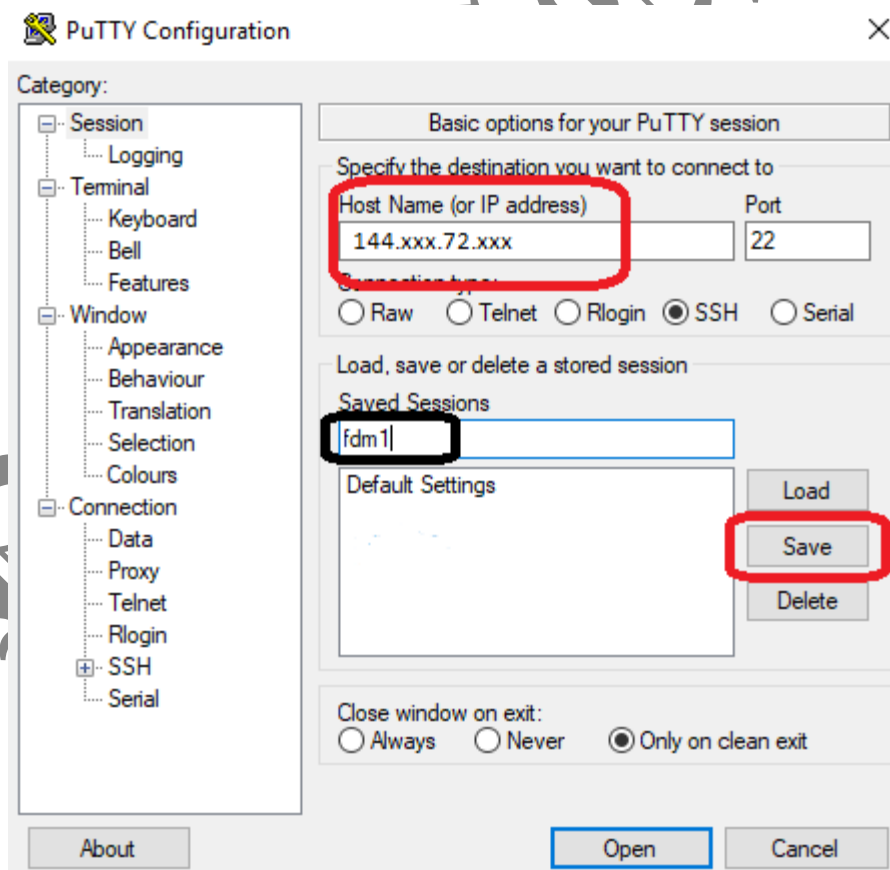 PuTTY Configuration
Category:
Session
Logging
Terminal
Keyboard
Bell
Features
Window
Appearance
Behaviour
Translation
Selection
Colours
Connection
Data
Proxy
Telnet
Rlogin
SSH
Serial
Basic options for your PuTTY session
Specify the destination you want to connect to
Host Name (or IP address) Port
144.xxx.72.xxx 22
Connection type:
Raw Telnet Rlogin SSH Serial
Load, save or delete a stored session
Saved Sessions
fdm1
Default Settings
Load
Save
Delete
Close window on exit:
Always Never Only on clean exit
About Open Cancel